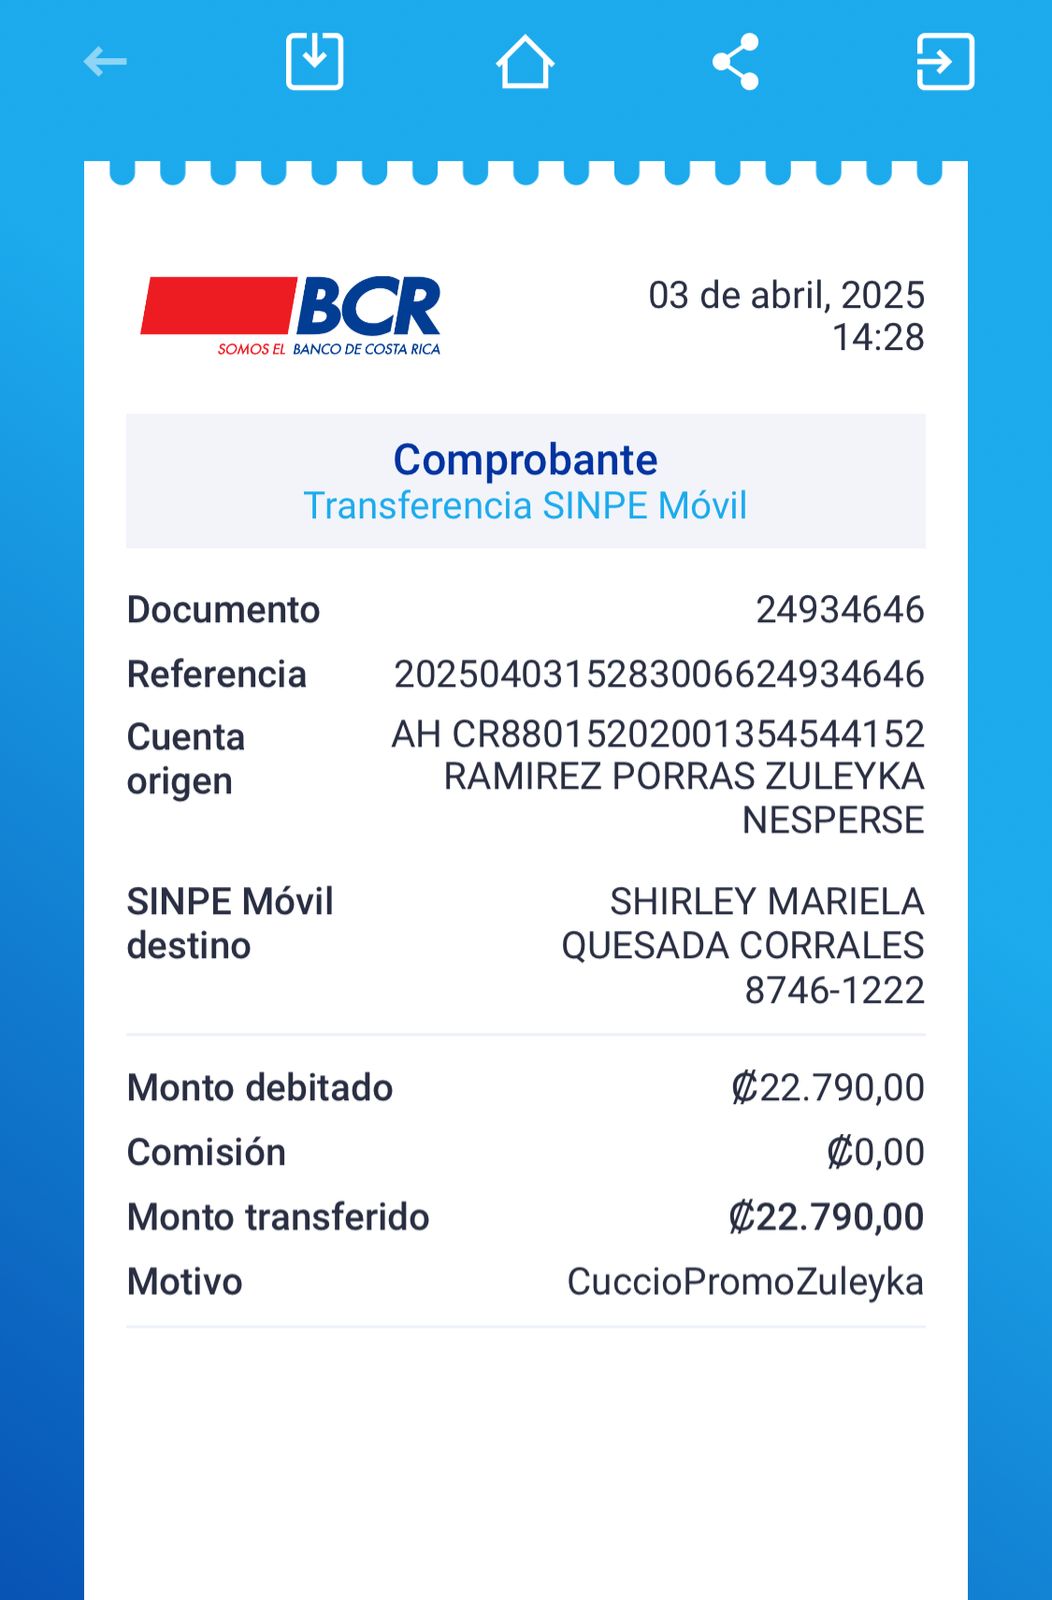 BCR
SOMOS EL BANCO DE COSTA RICA
03 de abril, 2025
14:28
Comprobante
Transferencia SINPE Móvil
Documento 24934646
Referencia 2025040315283006624934646
Cuenta origen AH CR88015202001354544152
RAMIREZ PORRAS ZULEYKA
NESPERSE
SINPE Móvil destino SHIRLEY MARIELA
QUESADA CORRALES
8746-1222
Monto debitado ₡22.790,00
Comisión ₡0,00
Monto transferido ₡22.790,00
Motivo CuccioPromoZuleyka